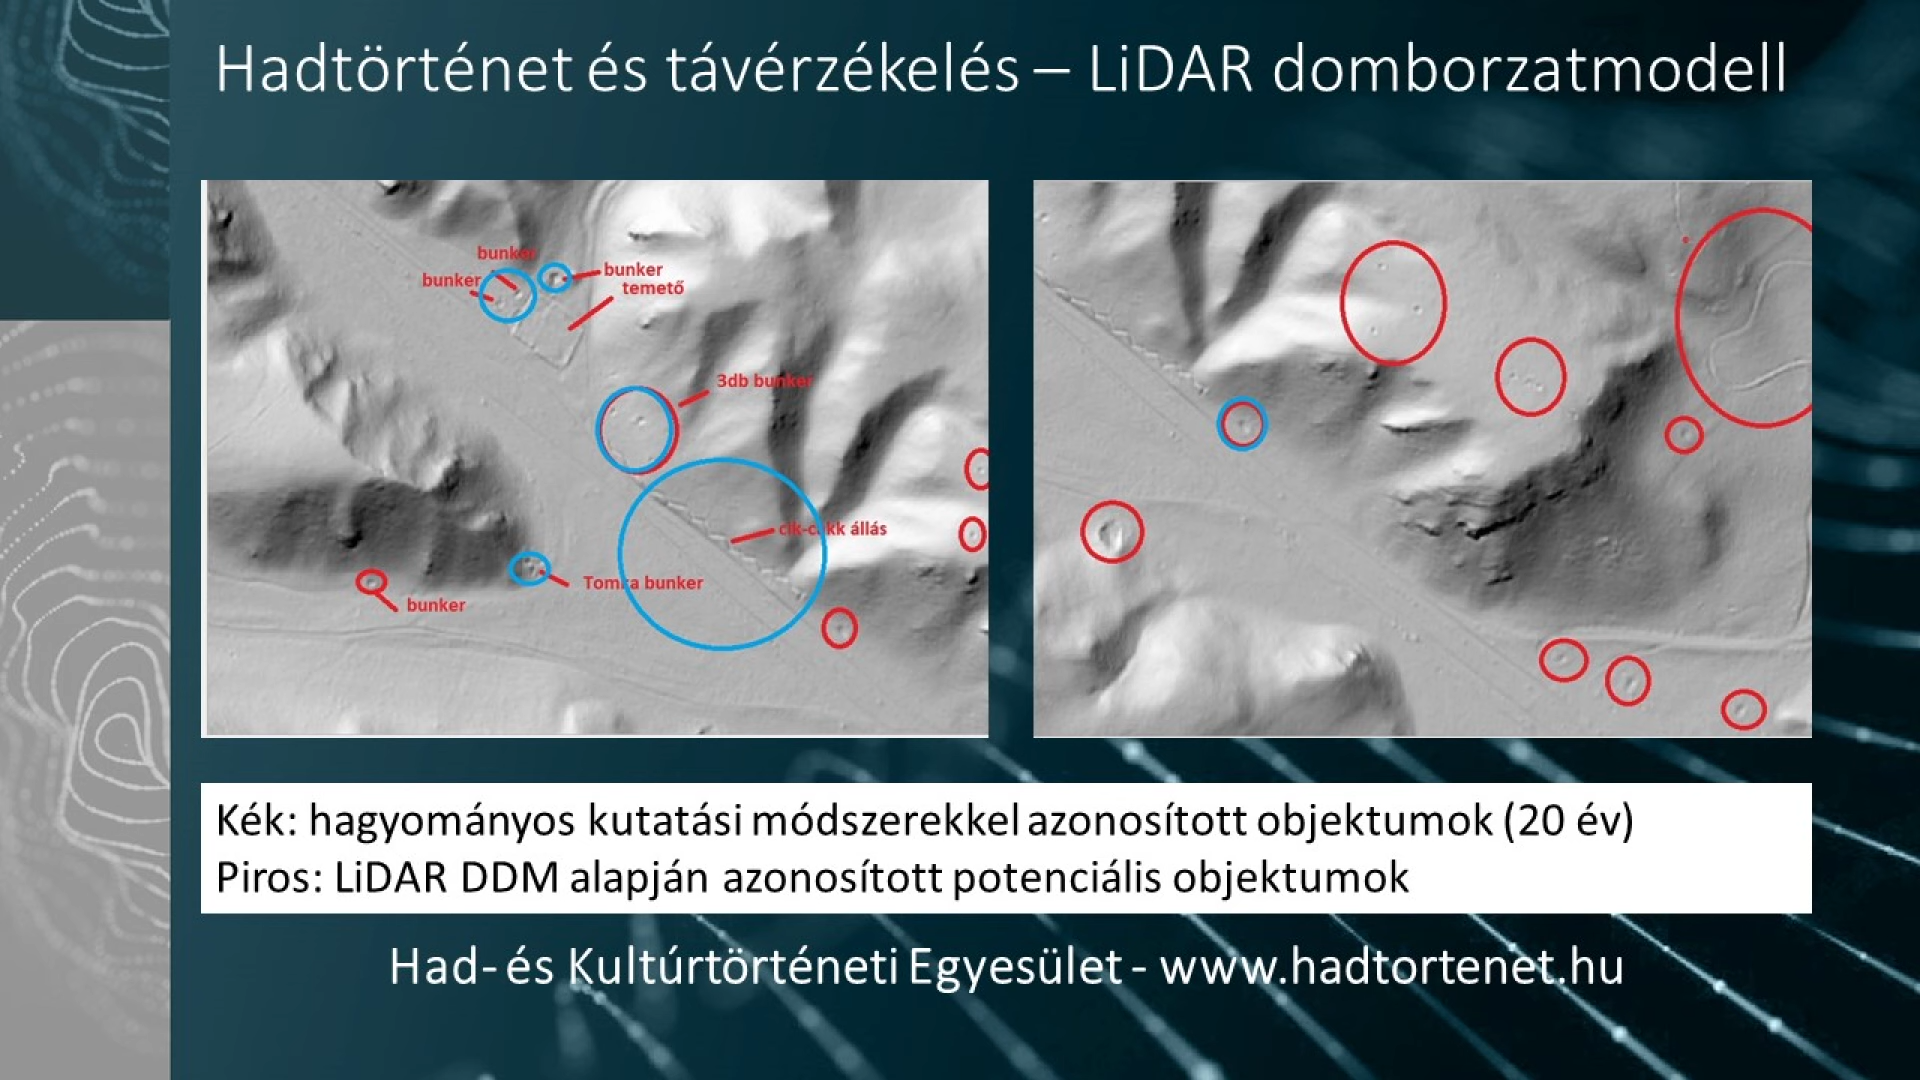 Hadtörténet és távérzékelés – LiDAR domborzatmodell
bunker
bunker
bunker
temető
3db bunker
cik-cakk állás
Tomka bunker
bunker
Kék: hagyományos kutatási módszerekkel azonosított objektumok (20 év)
Piros: LiDAR DDM alapján azonosított potenciális objektumok
Had- és Kultúrtörténeti Egyesület - www.hadtortenet.hu